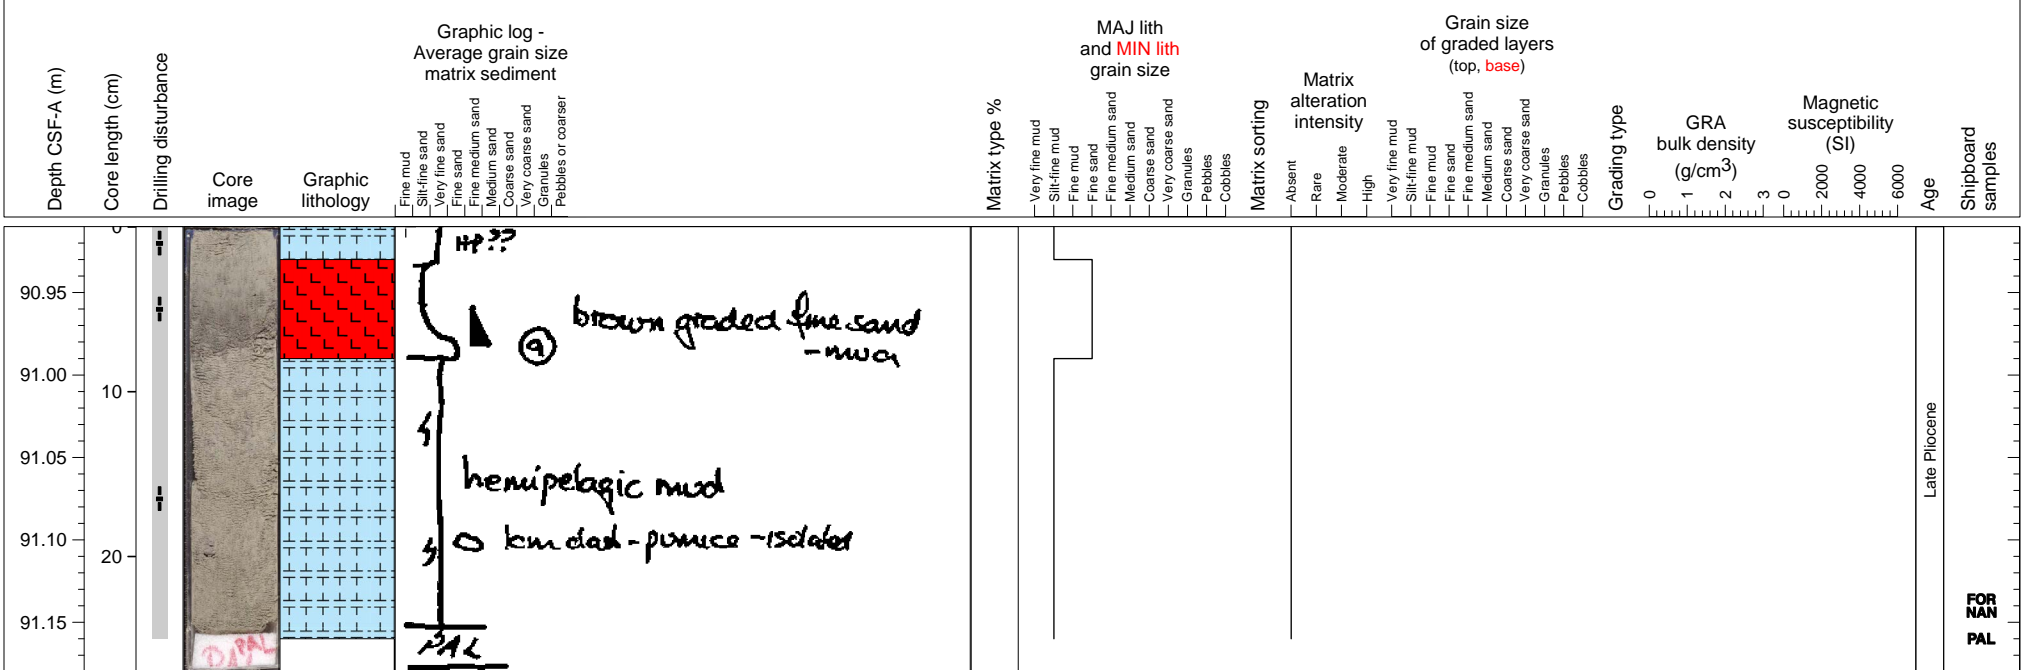 Depth CSF-A (m)
Core length (cm)
Drilling disturbance
Core
image
Graphic
lithology
Graphic log -
Average grain size
matrix sediment
Fine mud
Silt-fine sand
Very fine sand
Fine sand
Fine medium sand
Medium sand
Coarse sand
Very coarse sand
Granules
Pebbles or coarser
Matrix type %
MAJ lith
and MIN lith
grain size
Very fine mud
Silt-fine mud
Fine mud
Fine sand
Fine medium sand
Medium sand
Coarse sand
Very coarse sand
Granules
Pebbles
Cobbles
Matrix sorting
Matrix
alteration
intensity
Absent
Rare
Moderate
High
Grain size
of graded layers
(top, base)
Very fine mud
Silt-fine mud
Fine mud
Fine sand
Fine medium sand
Medium sand
Coarse sand
Very coarse sand
Granules
Pebbles
Cobbles
Grading type
GRA
bulk density
(g/cm3)
0 1 2 3
Magnetic
susceptibility
(SI)
0 2000 4000 6000
Age
Shipboard
samples
0
HP??
90.95
brown graded fine sand
91.00
10
91.05
hemipelagic mud
91.10
20
pumice - isolated
91.15
PAL
PAL
Late Pliocene
FOR
NAN
PAL